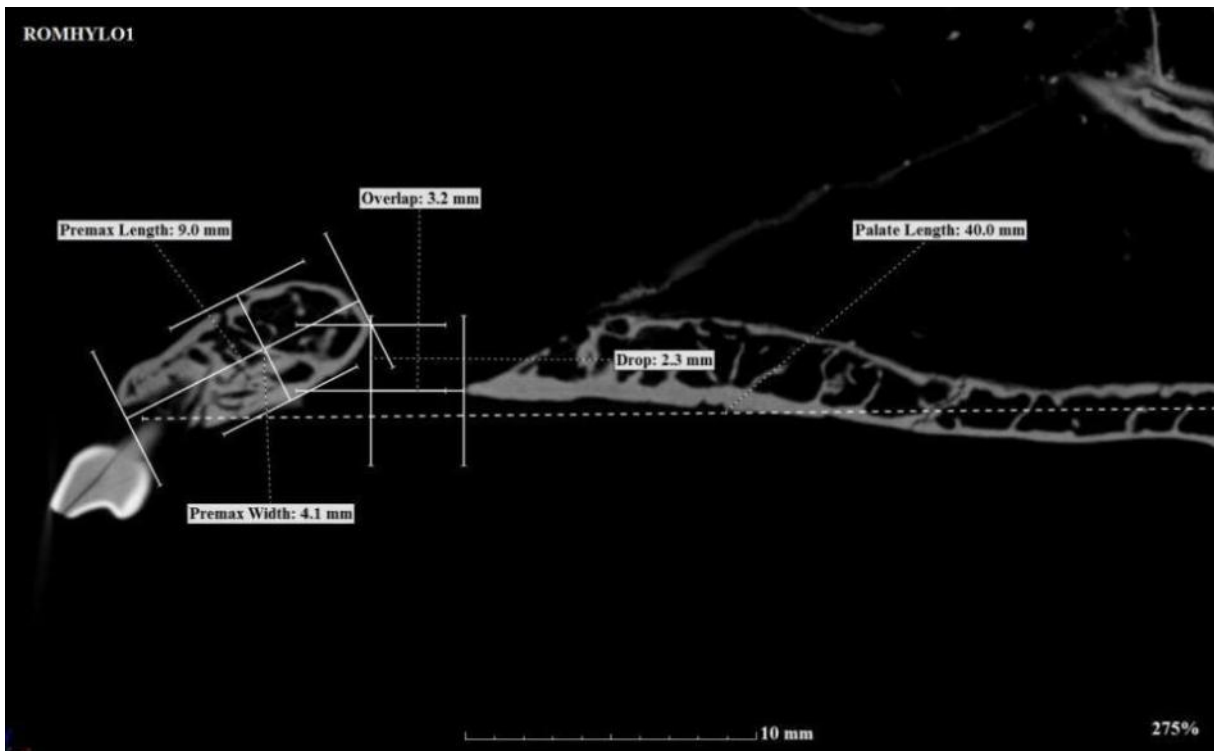 ROMHYLO1
Overlap: 3.2 mm
Premax Length: 9.0 mm
Palate Length: 40.0 mm
Drop: 2.3 mm
Premax Width: 4.1 mm
10 mm
275%